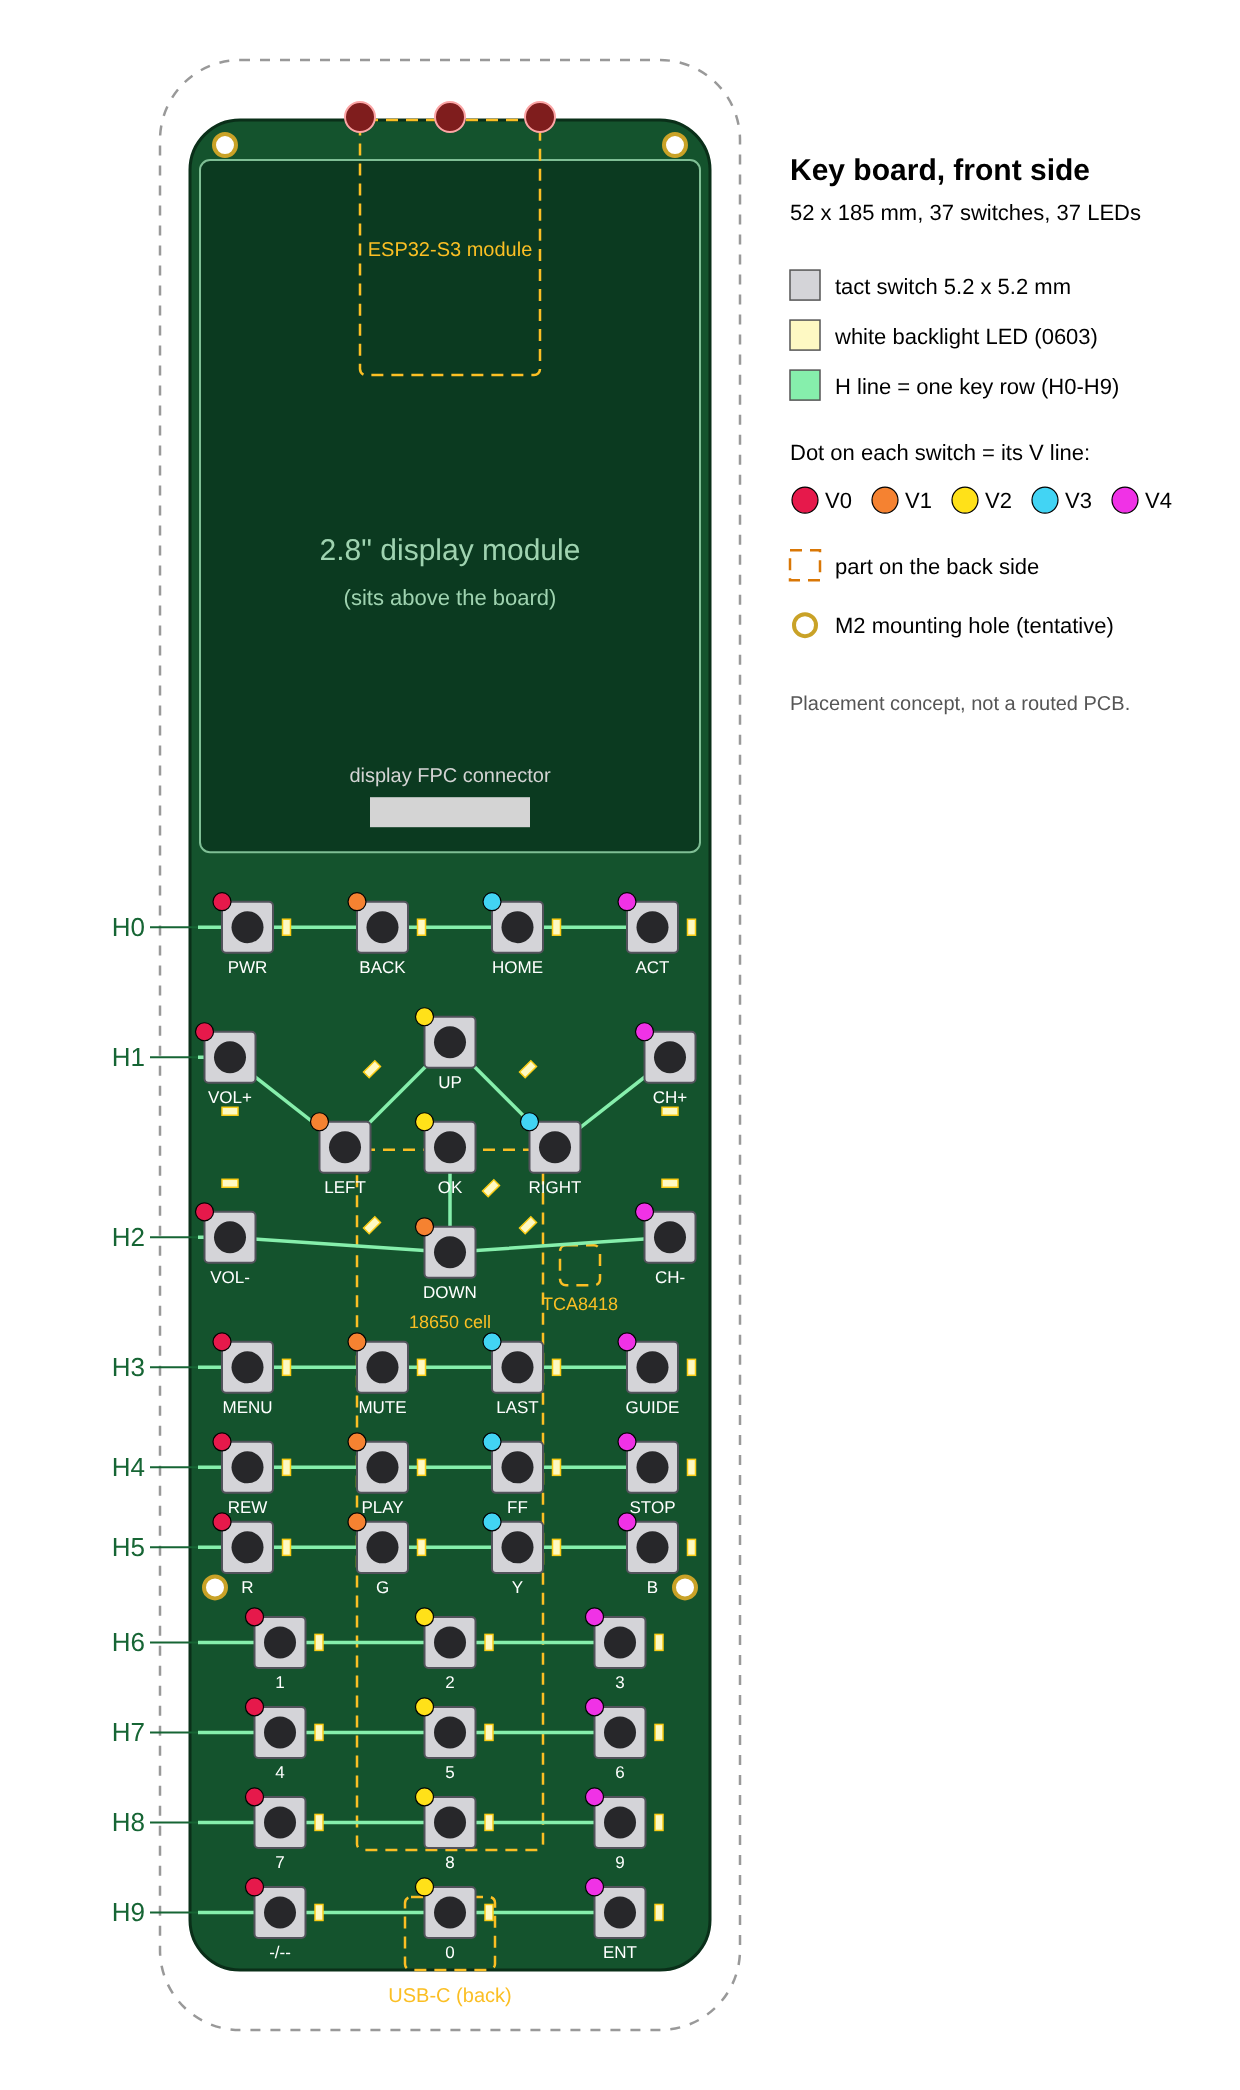 Key board, front side
52 x 185 mm, 37 switches, 37 LEDs
tact switch 5.2 x 5.2 mm
white backlight LED (0603)
H line = one key row (H0-H9)
Dot on each switch = its V line:
V0 V1 V2 V3 V4
part on the back side
M2 mounting hole (tentative)
Placement concept, not a routed PCB.
ESP32-S3 module
2.8" display module
(sits above the board)
display FPC connector
H0
PWR BACK HOME ACT
H1
UP
VOL+ CH+
LEFT OK RIGHT
H2
VOL- CH-
DOWN
TCA8418
18650 cell
H3
MENU MUTE LAST GUIDE
H4
REW PLAY FF STOP
H5
R G Y B
H6
1 2 3
H7
4 5 6
H8
7 8 9
H9
-/-- 0 ENT
USB-C (back)